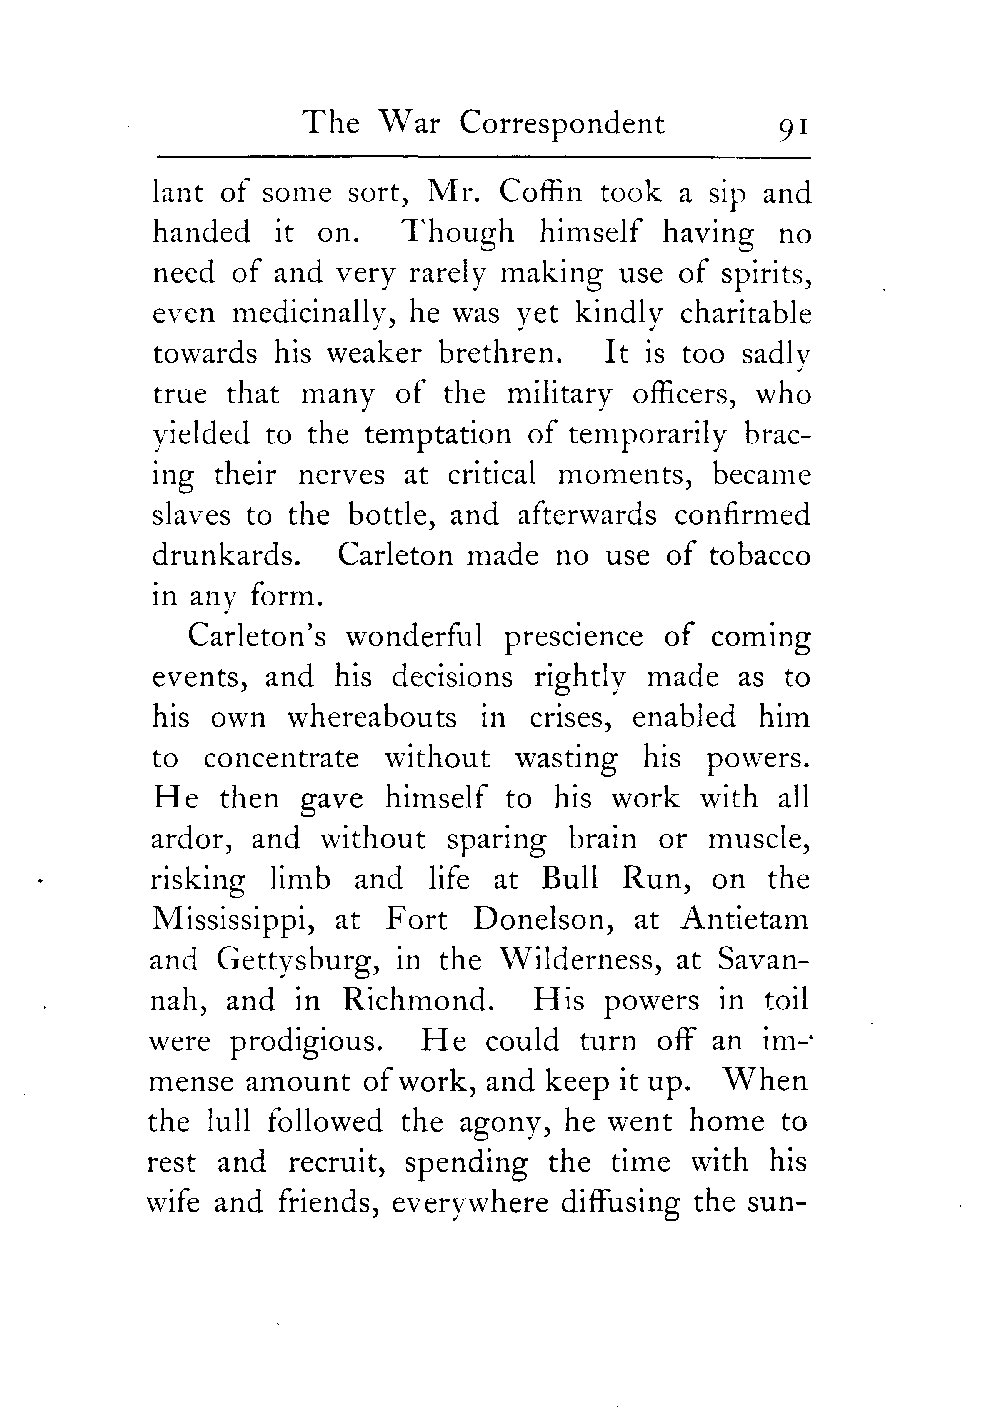 The War Correspondent 91
lant of some sort, Mr. Coffin took a sip and
handed it on. Though himself having no
need of and very rarely making use of spirits,
even medicinally, he was yet kindly charitable
towards his weaker brethren. It is too sadly
true that many of the military officers, who
yielded to the temptation of temporarily brac-
ing their nerves at critical moments, became
slaves to the bottle, and afterwards confirmed
drunkards. Carleton made no use of tobacco
in any form.
Carleton's wonderful prescience of coming
events, and his decisions rightly made as to
his own whereabouts in crises, enabled him
to concentrate without wasting his powers.
He then gave himself to his work with all
ardor, and without sparing brain or muscle,
risking limb and life at Bull Run, on the
Mississippi, at Fort Donelson, at Antietam
and Gettysburg, in the Wilderness, at Savan-
nah, and in Richmond. His powers in toil
were prodigious. He could turn off an im-
mense amount of work, and keep it up. When
the lull followed the agony, he went home to
rest and recruit, spending the time with his
wife and friends, everywhere diffusing the sun-